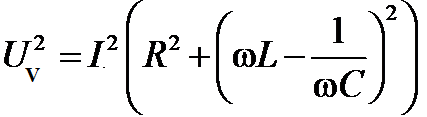 U_V^2 = I^2 ( R^2 + ( ωL − 1/(ωC) )^2 )